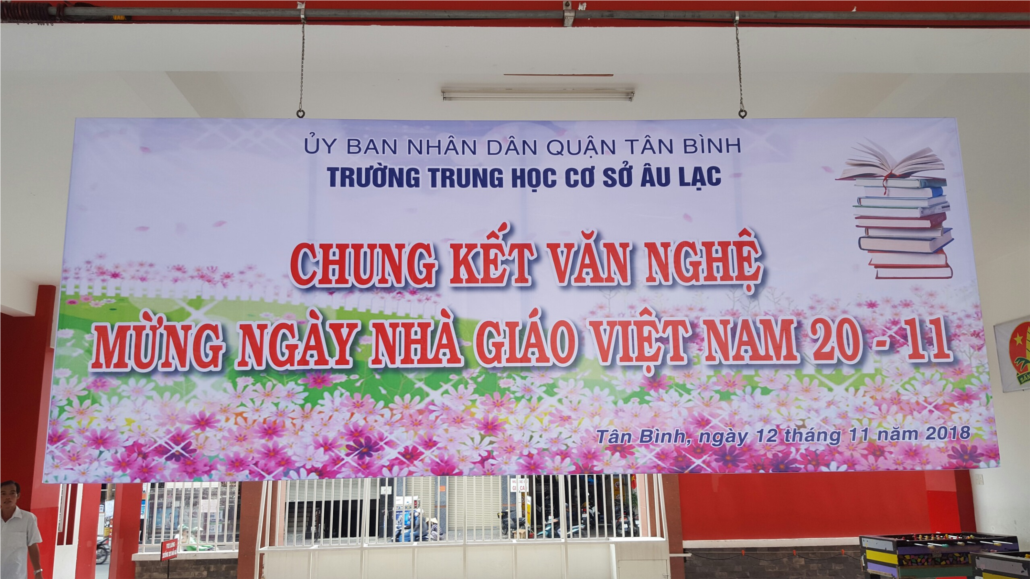 ỦY BAN NHÂN DÂN QUẬN TÂN BÌNH
TRƯỜNG TRUNG HỌC CƠ SỞ ÂU LẠC
CHUNG KẾT VĂN NGHỆ
MỪNG NGÀY NHÀ GIÁO VIỆT NAM 20 - 11
Tân Bình, ngày 12 tháng 11 năm 2018